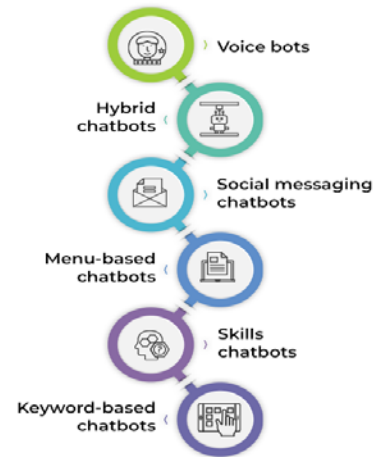 Voice bots
Hybrid
chatbots
Social messaging
chatbots
Menu-based
chatbots
Skills
chatbots
Keyword-based
chatbots